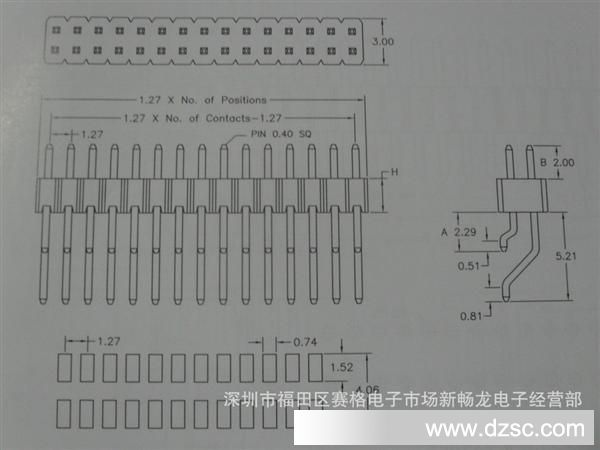 3.00
1.27 X No. of Positions
1.27 X No. of Contacts-1.27
1.27
PIN 0.40 SQ
H
B 2.00
A 2.29
0.51
5.21
0.81
1.27
0.74
1.52
4.06
深圳市福田区赛格电子市场新畅龙电子经营部
www.dzsc.com